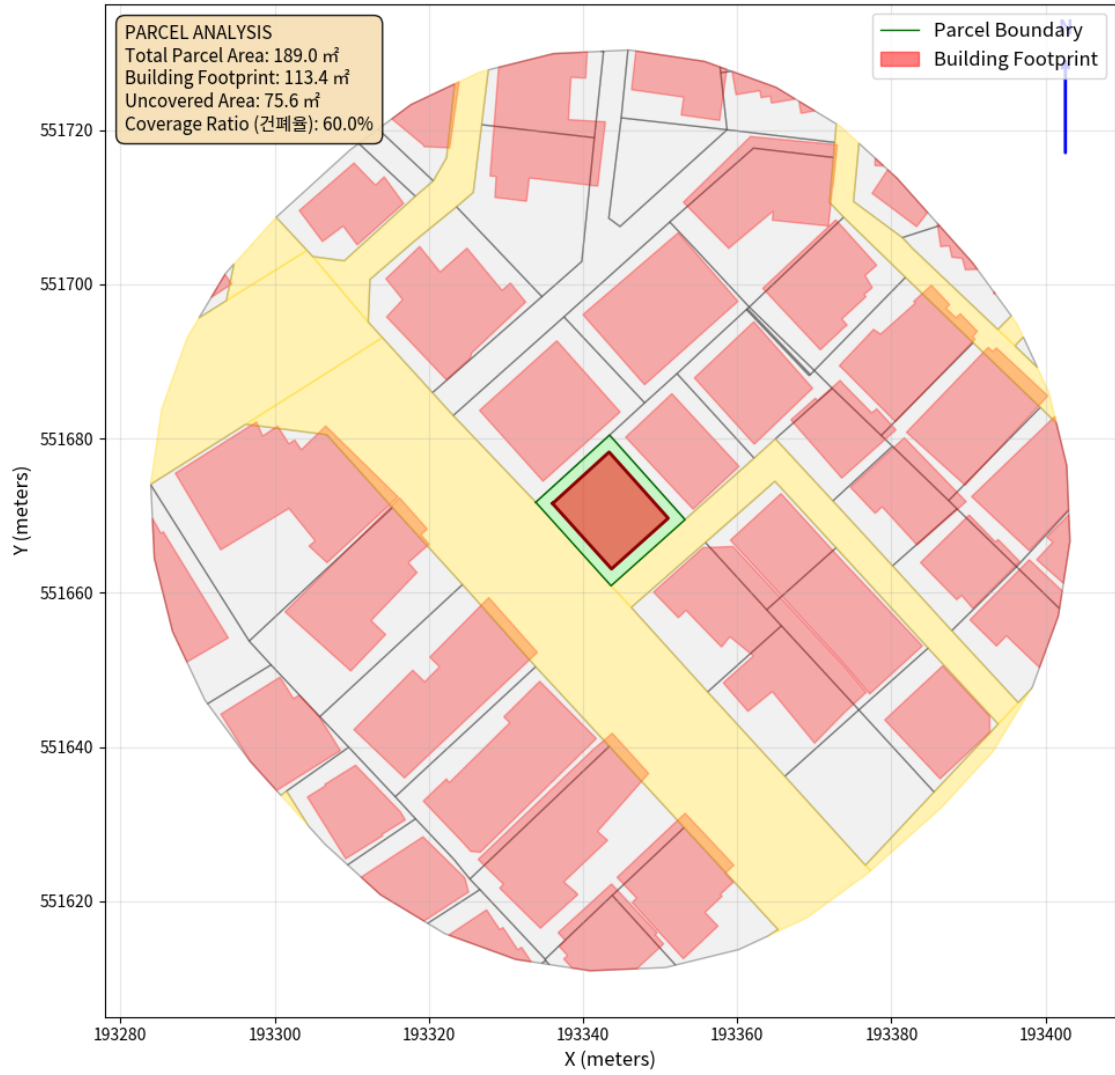 PARCEL ANALYSIS
Total Parcel Area: 189.0 ㎡
Building Footprint: 113.4 ㎡
Uncovered Area: 75.6 ㎡
Coverage Ratio (건폐율): 60.0%
N
Parcel Boundary
Building Footprint
551720
551700
551680
551660
551640
551620
Y (meters)
193280 193300 193320 193340 193360 193380 193400
X (meters)